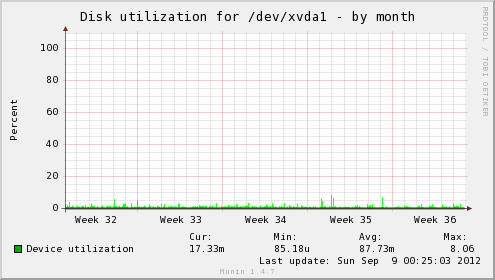 Disk utilization for /dev/xvda1 - by month
RRDTOOL / TOBI OETIKER
Percent
100
80
60
40
20
0
Week 32 Week 33 Week 34 Week 35 Week 36
Cur: Min: Avg: Max:
Device utilization 17.33m 85.18u 87.73m 8.06
Last update: Sun Sep 9 00:25:03 2012
Munin 1.4.7